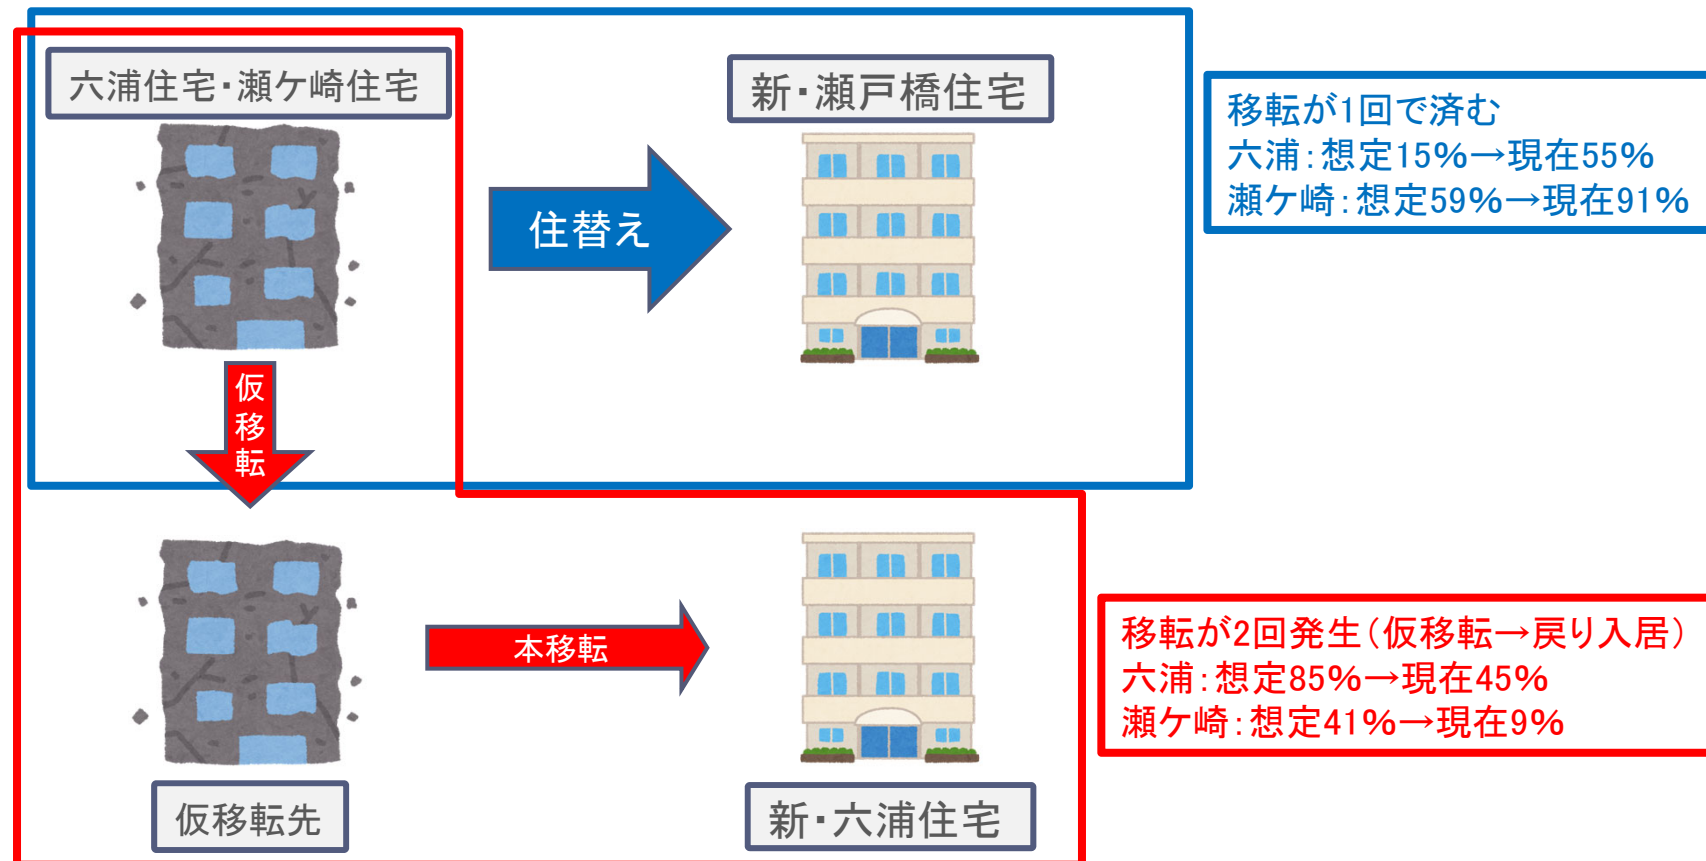 六浦住宅・瀬ケ崎住宅
新・瀬戸橋住宅
移転が1回で済む
六浦：想定15%→現在55%
瀬ケ崎：想定59%→現在91%
住替え
仮移転
本移転
移転が2回発生（仮移転→戻り入居）
六浦：想定85%→現在45%
瀬ケ崎：想定41%→現在9%
仮移転先
新・六浦住宅